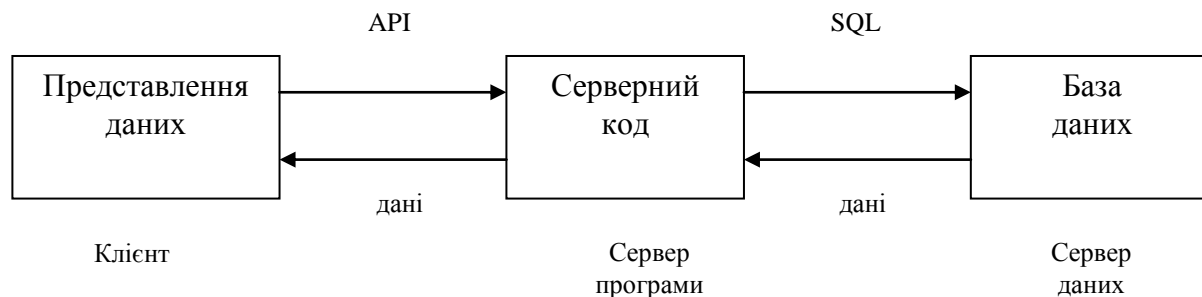 API
SQL
Представлення
даних
Серверний
код
База
даних
дані
дані
Клієнт
Сервер
програми
Сервер
даних